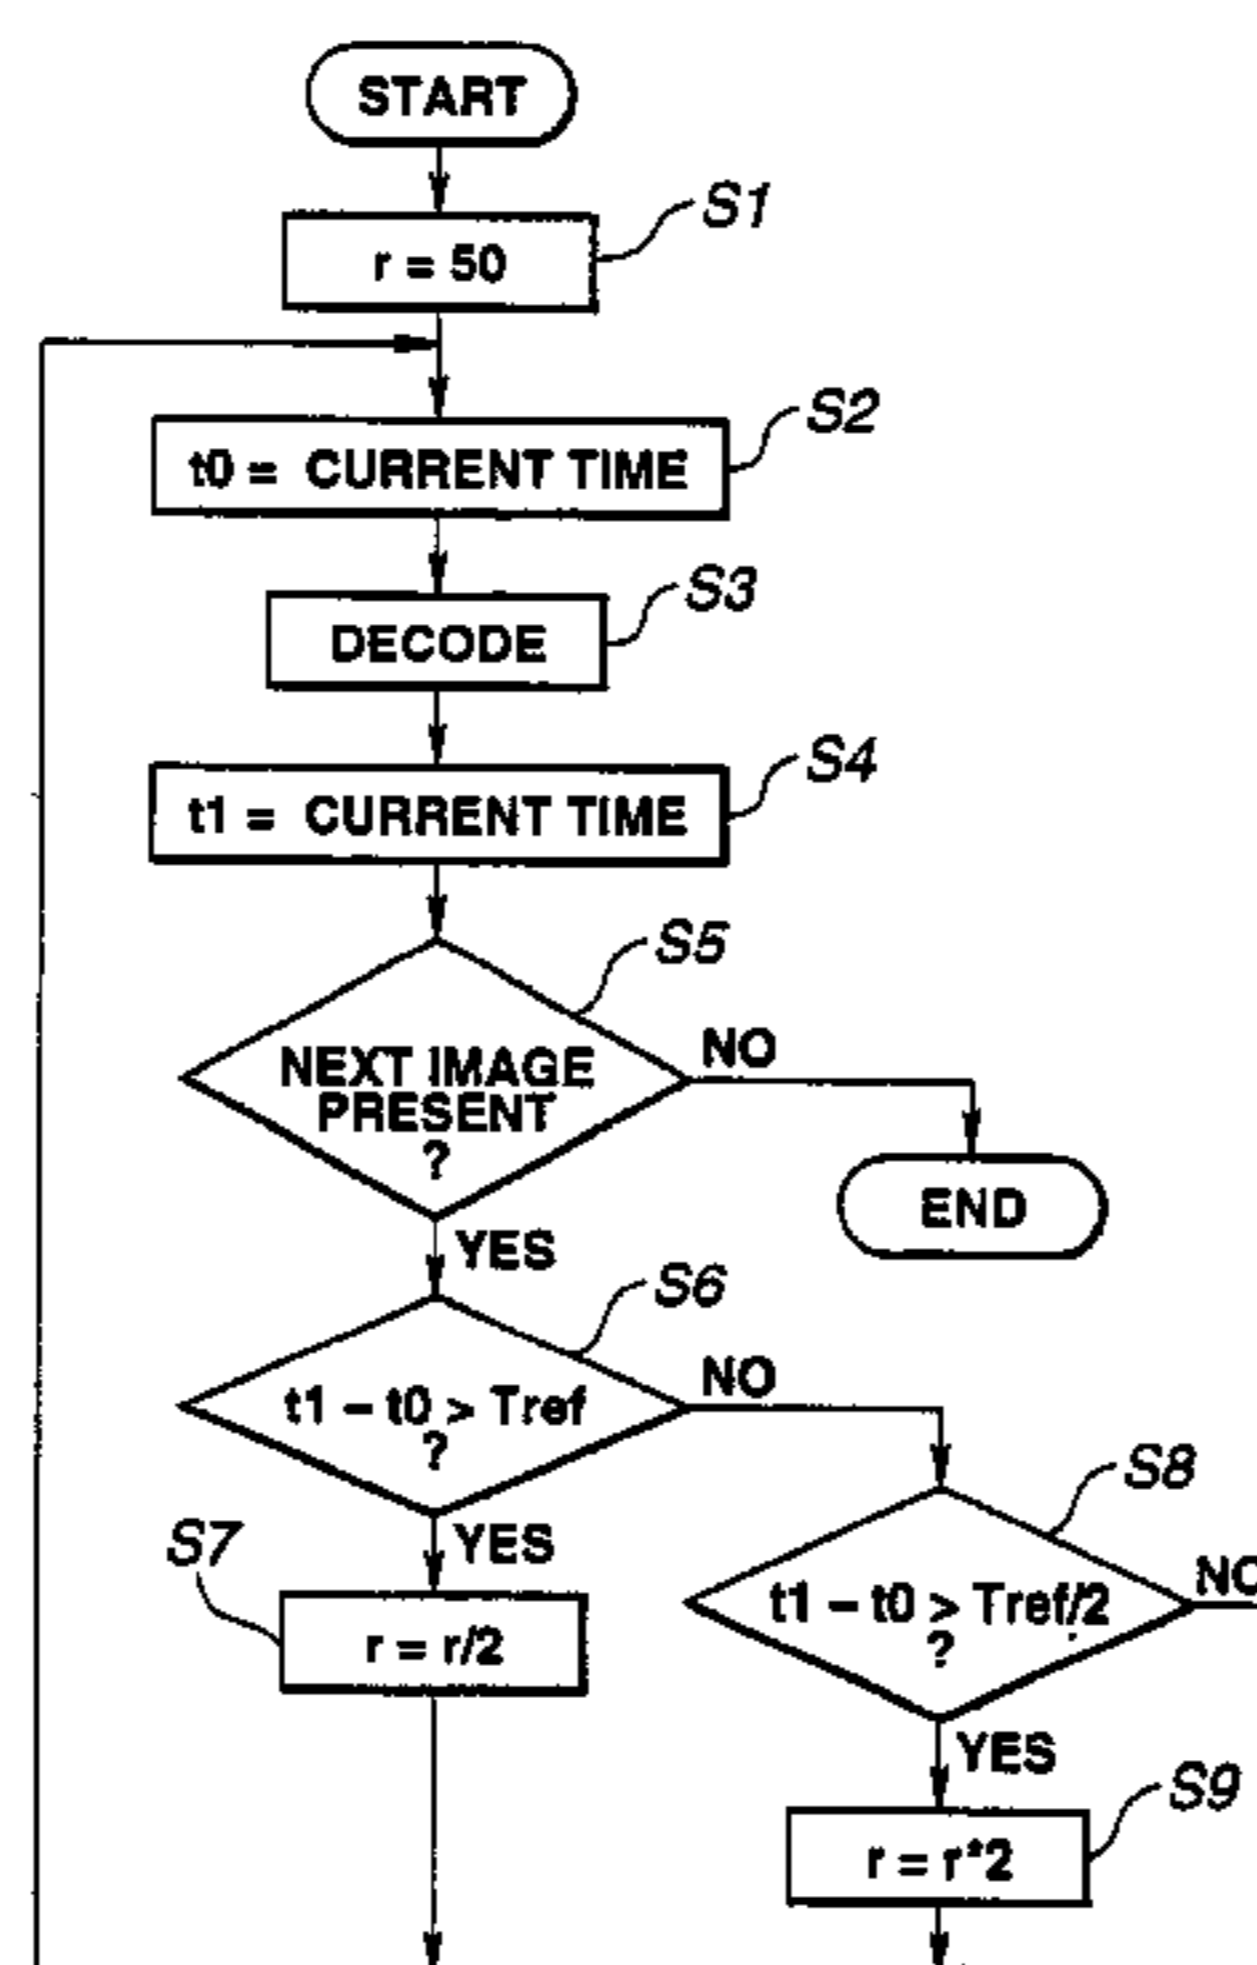 START
S1
r = 50
S2
t0 = CURRENT TIME
S3
DECODE
S4
t1 = CURRENT TIME
S5
NEXT IMAGE
PRESENT
?
NO
END
YES
S6
t1 – t0 > Tref
?
NO
S8
YES
S7
r = r/2
t1 – t0 > Tref/2
?
NO
YES
S9
r = r*2